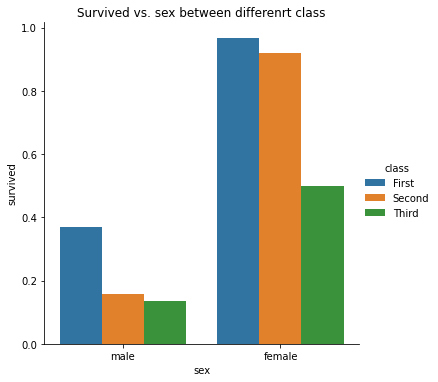 Survived vs. sex between differenrt class
1.0
0.8
0.6
0.4
0.2
0.0
survived
male female
sex
class
First
Second
Third